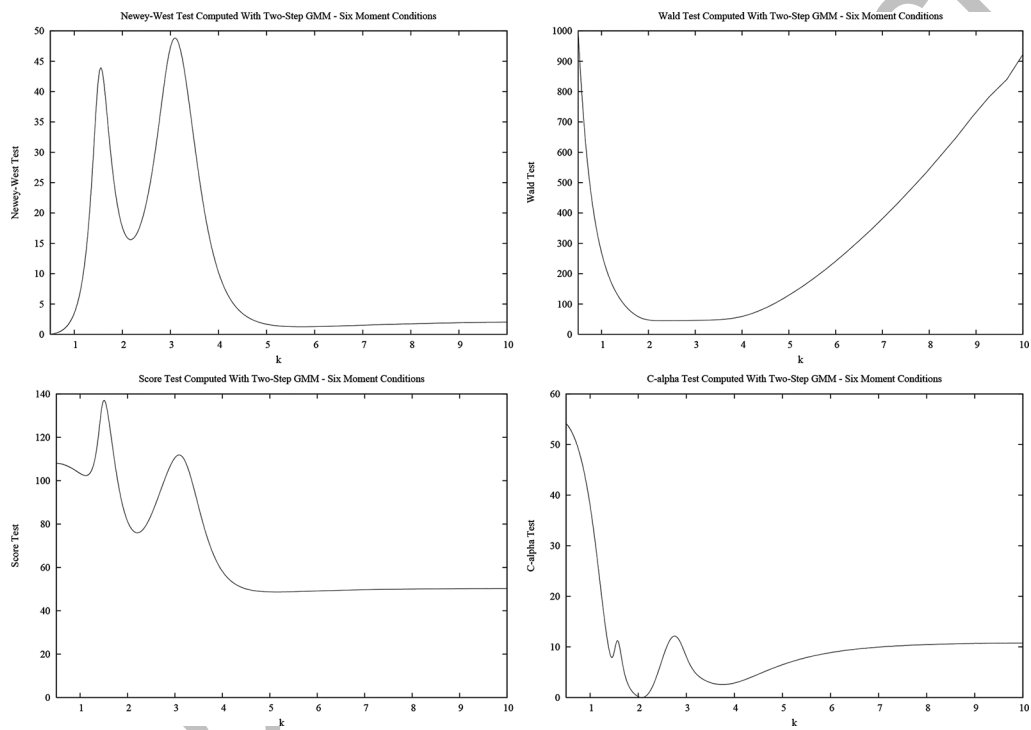 Newey-West Test Computed With Two-Step GMM - Six Moment Conditions
50
45
40
35
30
25
20
15
10
5
0
Newey-West Test
1 2 3 4 5 6 7 8 9 10
k
Wald Test Computed With Two-Step GMM - Six Moment Conditions
1000
900
800
700
600
500
400
300
200
100
0
Wald Test
1 2 3 4 5 6 7 8 9 10
k
Score Test Computed With Two-Step GMM - Six Moment Conditions
140
120
100
80
60
40
20
0
Score Test
1 2 3 4 5 6 7 8 9 10
k
C-alpha Test Computed With Two-Step GMM - Six Moment Conditions
60
50
40
30
20
10
0
C-alpha Test
1 2 3 4 5 6 7 8 9 10
k